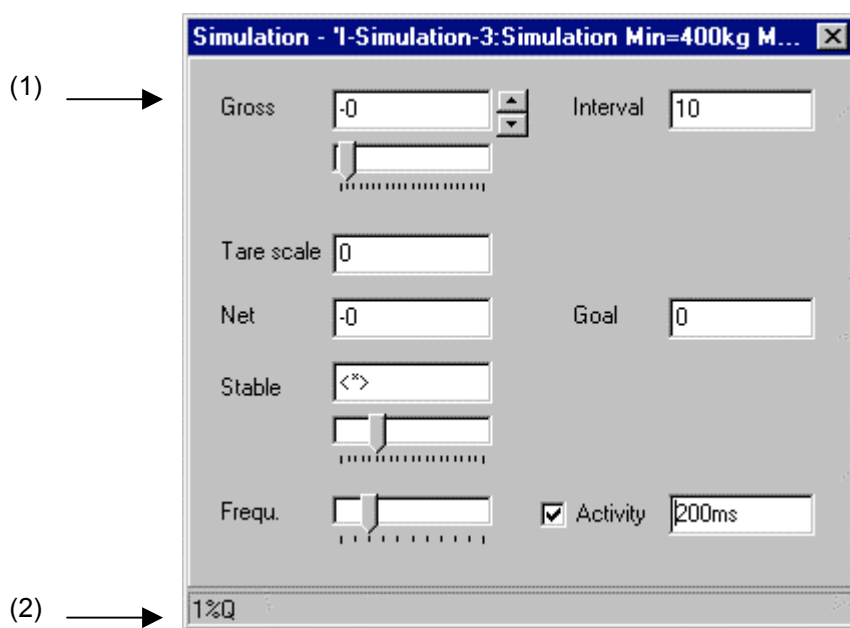 Simulation - 'I-Simulation-3:Simulation Min=400kg M...
(1)
Gross -0 Interval 10
Tare scale 0
Net -0 Goal 0
Stable <*>
Frequ. Activity 200ms
(2) 1%Q